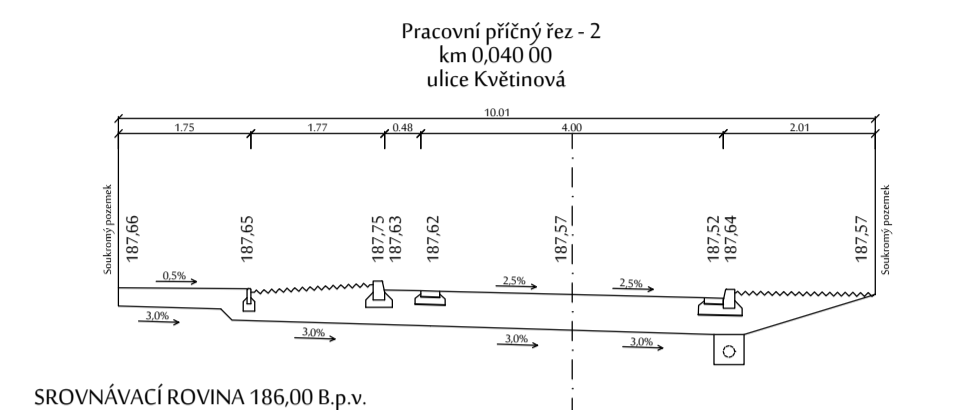 Pracovní příčný řez - 2
km 0,040 00
ulice Květinová
10.01
1.75 1.77 0.48 4.00 2.01
Soukromý pozemek
187,66
187,65
187,75
187,63
187,62
187,57
187,52
187,64
187,57
Soukromý pozemek
0,5% 2,5% 2,5%
3,0% 3,0% 3,0% 3,0%
SROVNÁVACÍ ROVINA 186,00 B.p.v.